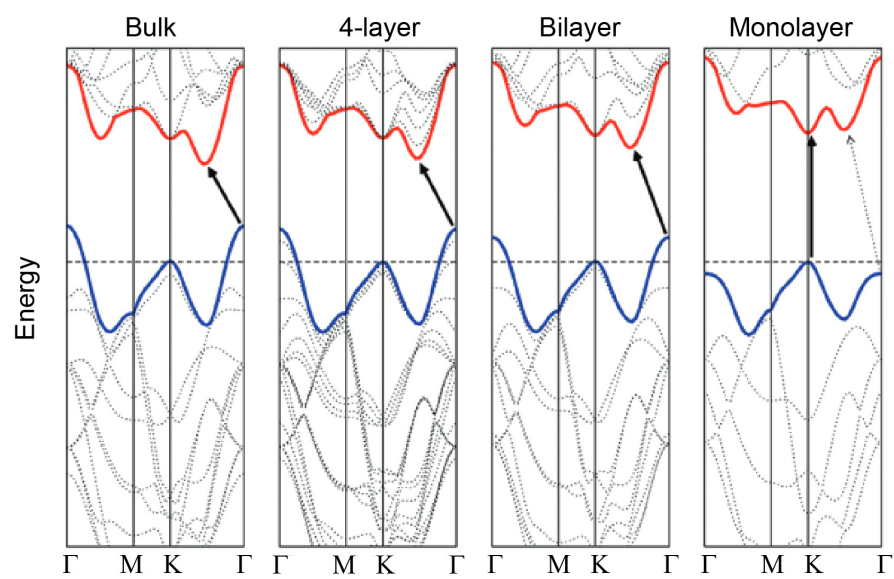 Bulk
4-layer
Bilayer
Monolayer
Energy
Γ M K Γ
Γ M K Γ
Γ M K Γ
Γ M K Γ